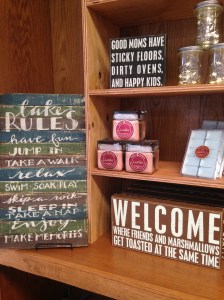 lake
RULES
have fun
JUMP IN
TAKE A WALK
relax
SWIM·SOAK·PLAY
skip a rock
SLEEP IN
TAKE A NAP
Enjoy
MAKE MEMORIES
GOOD MOMS HAVE
STICKY FLOORS,
DIRTY OVENS,
AND HAPPY KIDS.
WELCOME
WHERE FRIENDS AND MARSHMALLOWS
GET TOASTED AT THE SAME TIME